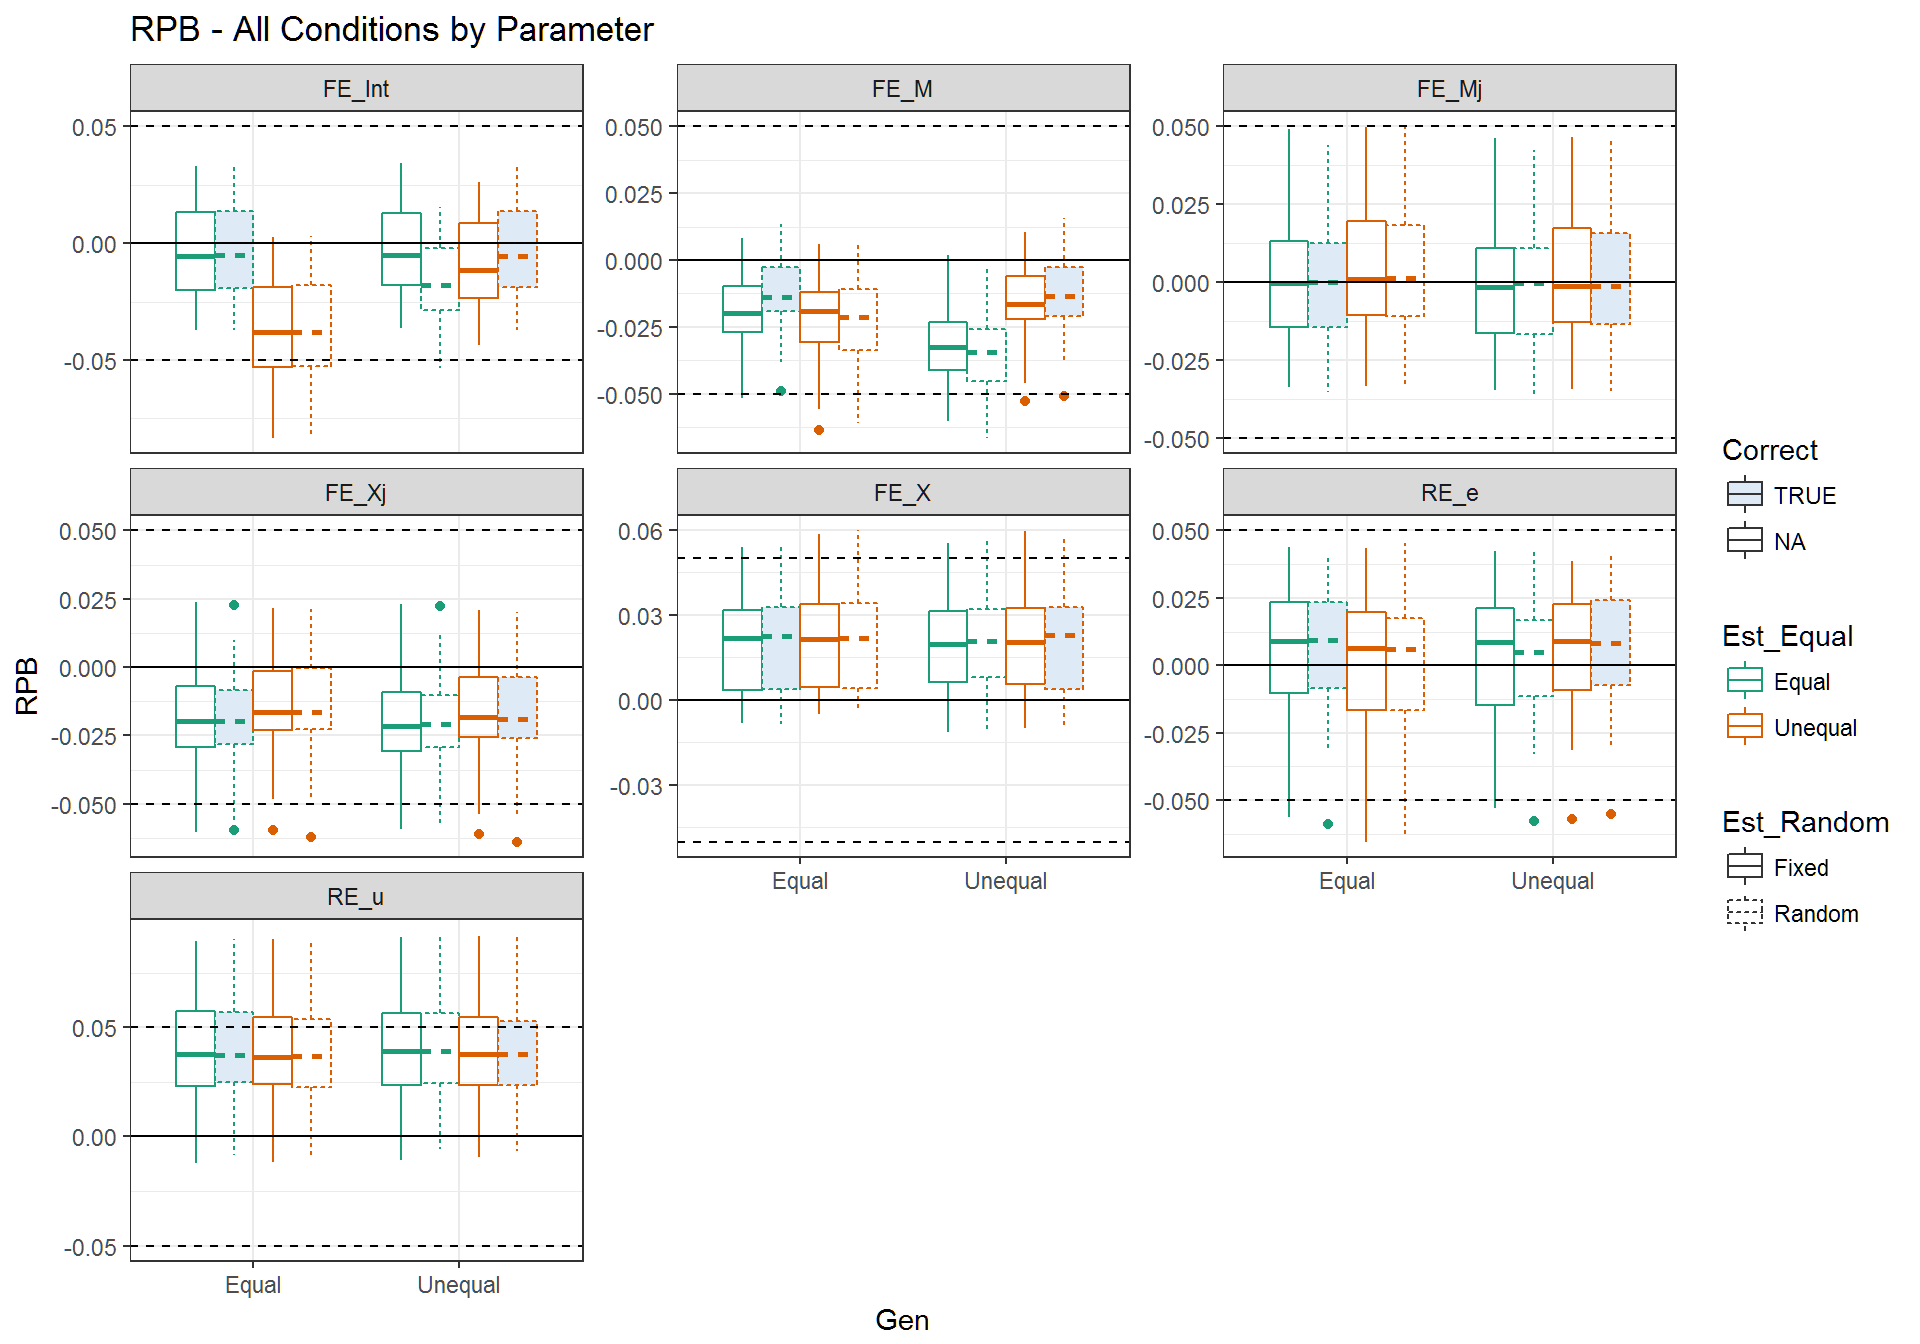 RPB - All Conditions by Parameter
FE_Int
FE_M
FE_Mj
0.05
0.00
-0.05
0.050
0.025
0.000
-0.025
-0.050
0.050
0.025
0.000
-0.025
-0.050
FE_Xj
FE_X
RE_e
0.050
0.025
0.000
-0.025
-0.050
0.06
0.03
0.00
-0.03
0.050
0.025
0.000
-0.025
-0.050
Equal
Unequal
Equal
Unequal
RE_u
0.05
0.00
-0.05
Equal
Unequal
RPB
Gen
Correct
TRUE
NA
Est_Equal
Equal
Unequal
Est_Random
Fixed
Random